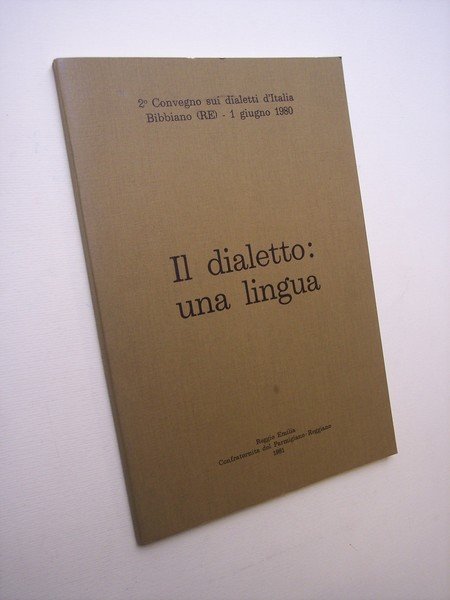 2º Convegno sui dialetti d'Italia
Bibbiano (RE) - 1 giugno 1980
Il dialetto:
una lingua
Reggio Emilia
Confraternita del Parmigiano-Reggiano
1981